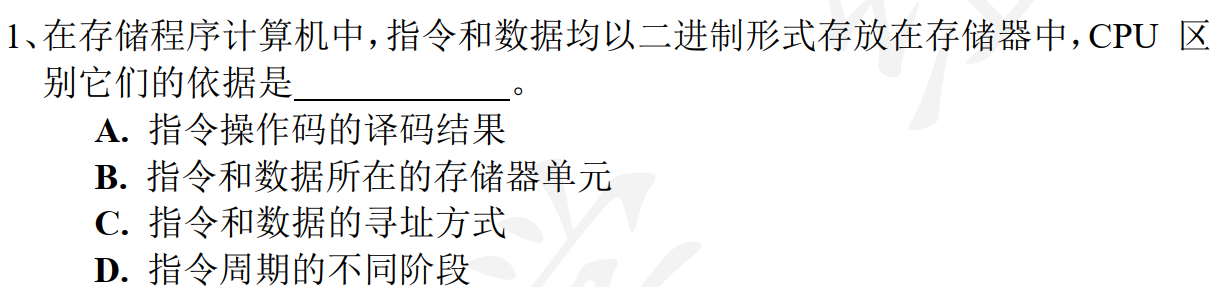 1、在存储程序计算机中,指令和数据均以二进制形式存放在存储器中,CPU 区
别它们的依据是____________。
A. 指令操作码的译码结果
B. 指令和数据所在的存储器单元
C. 指令和数据的寻址方式
D. 指令周期的不同阶段